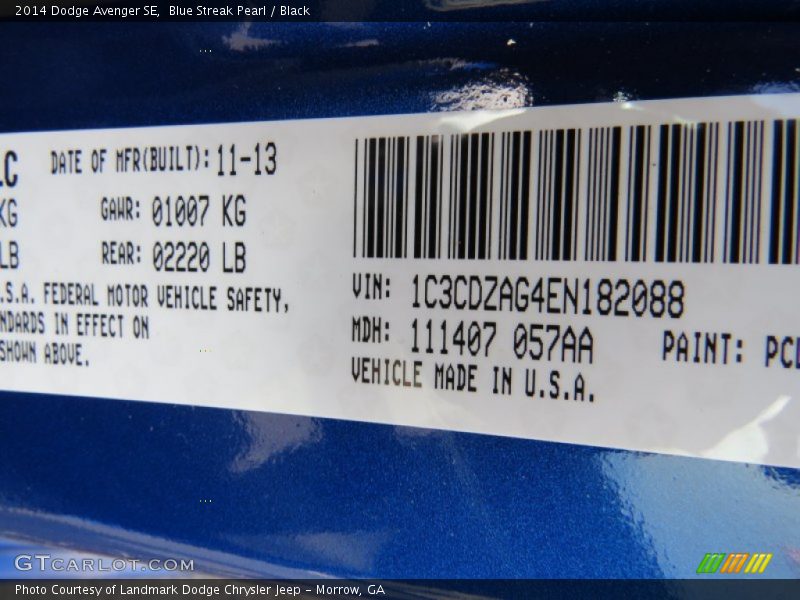 2014 Dodge Avenger SE, Blue Streak Pearl / Black
LC DATE OF MFR(BUILT): 11-13
KG GAWR: 01007 KG
LB REAR: 02220 LB
.S.A. FEDERAL MOTOR VEHICLE SAFETY,
NDARDS IN EFFECT ON
SHOWN ABOVE.
VIN: 1C3CDZAG4EN182088
MDH: 111407 057AA PAINT: PCL
VEHICLE MADE IN U.S.A.
GTCARLOT.COM
Photo Courtesy of Landmark Dodge Chrysler Jeep - Morrow, GA